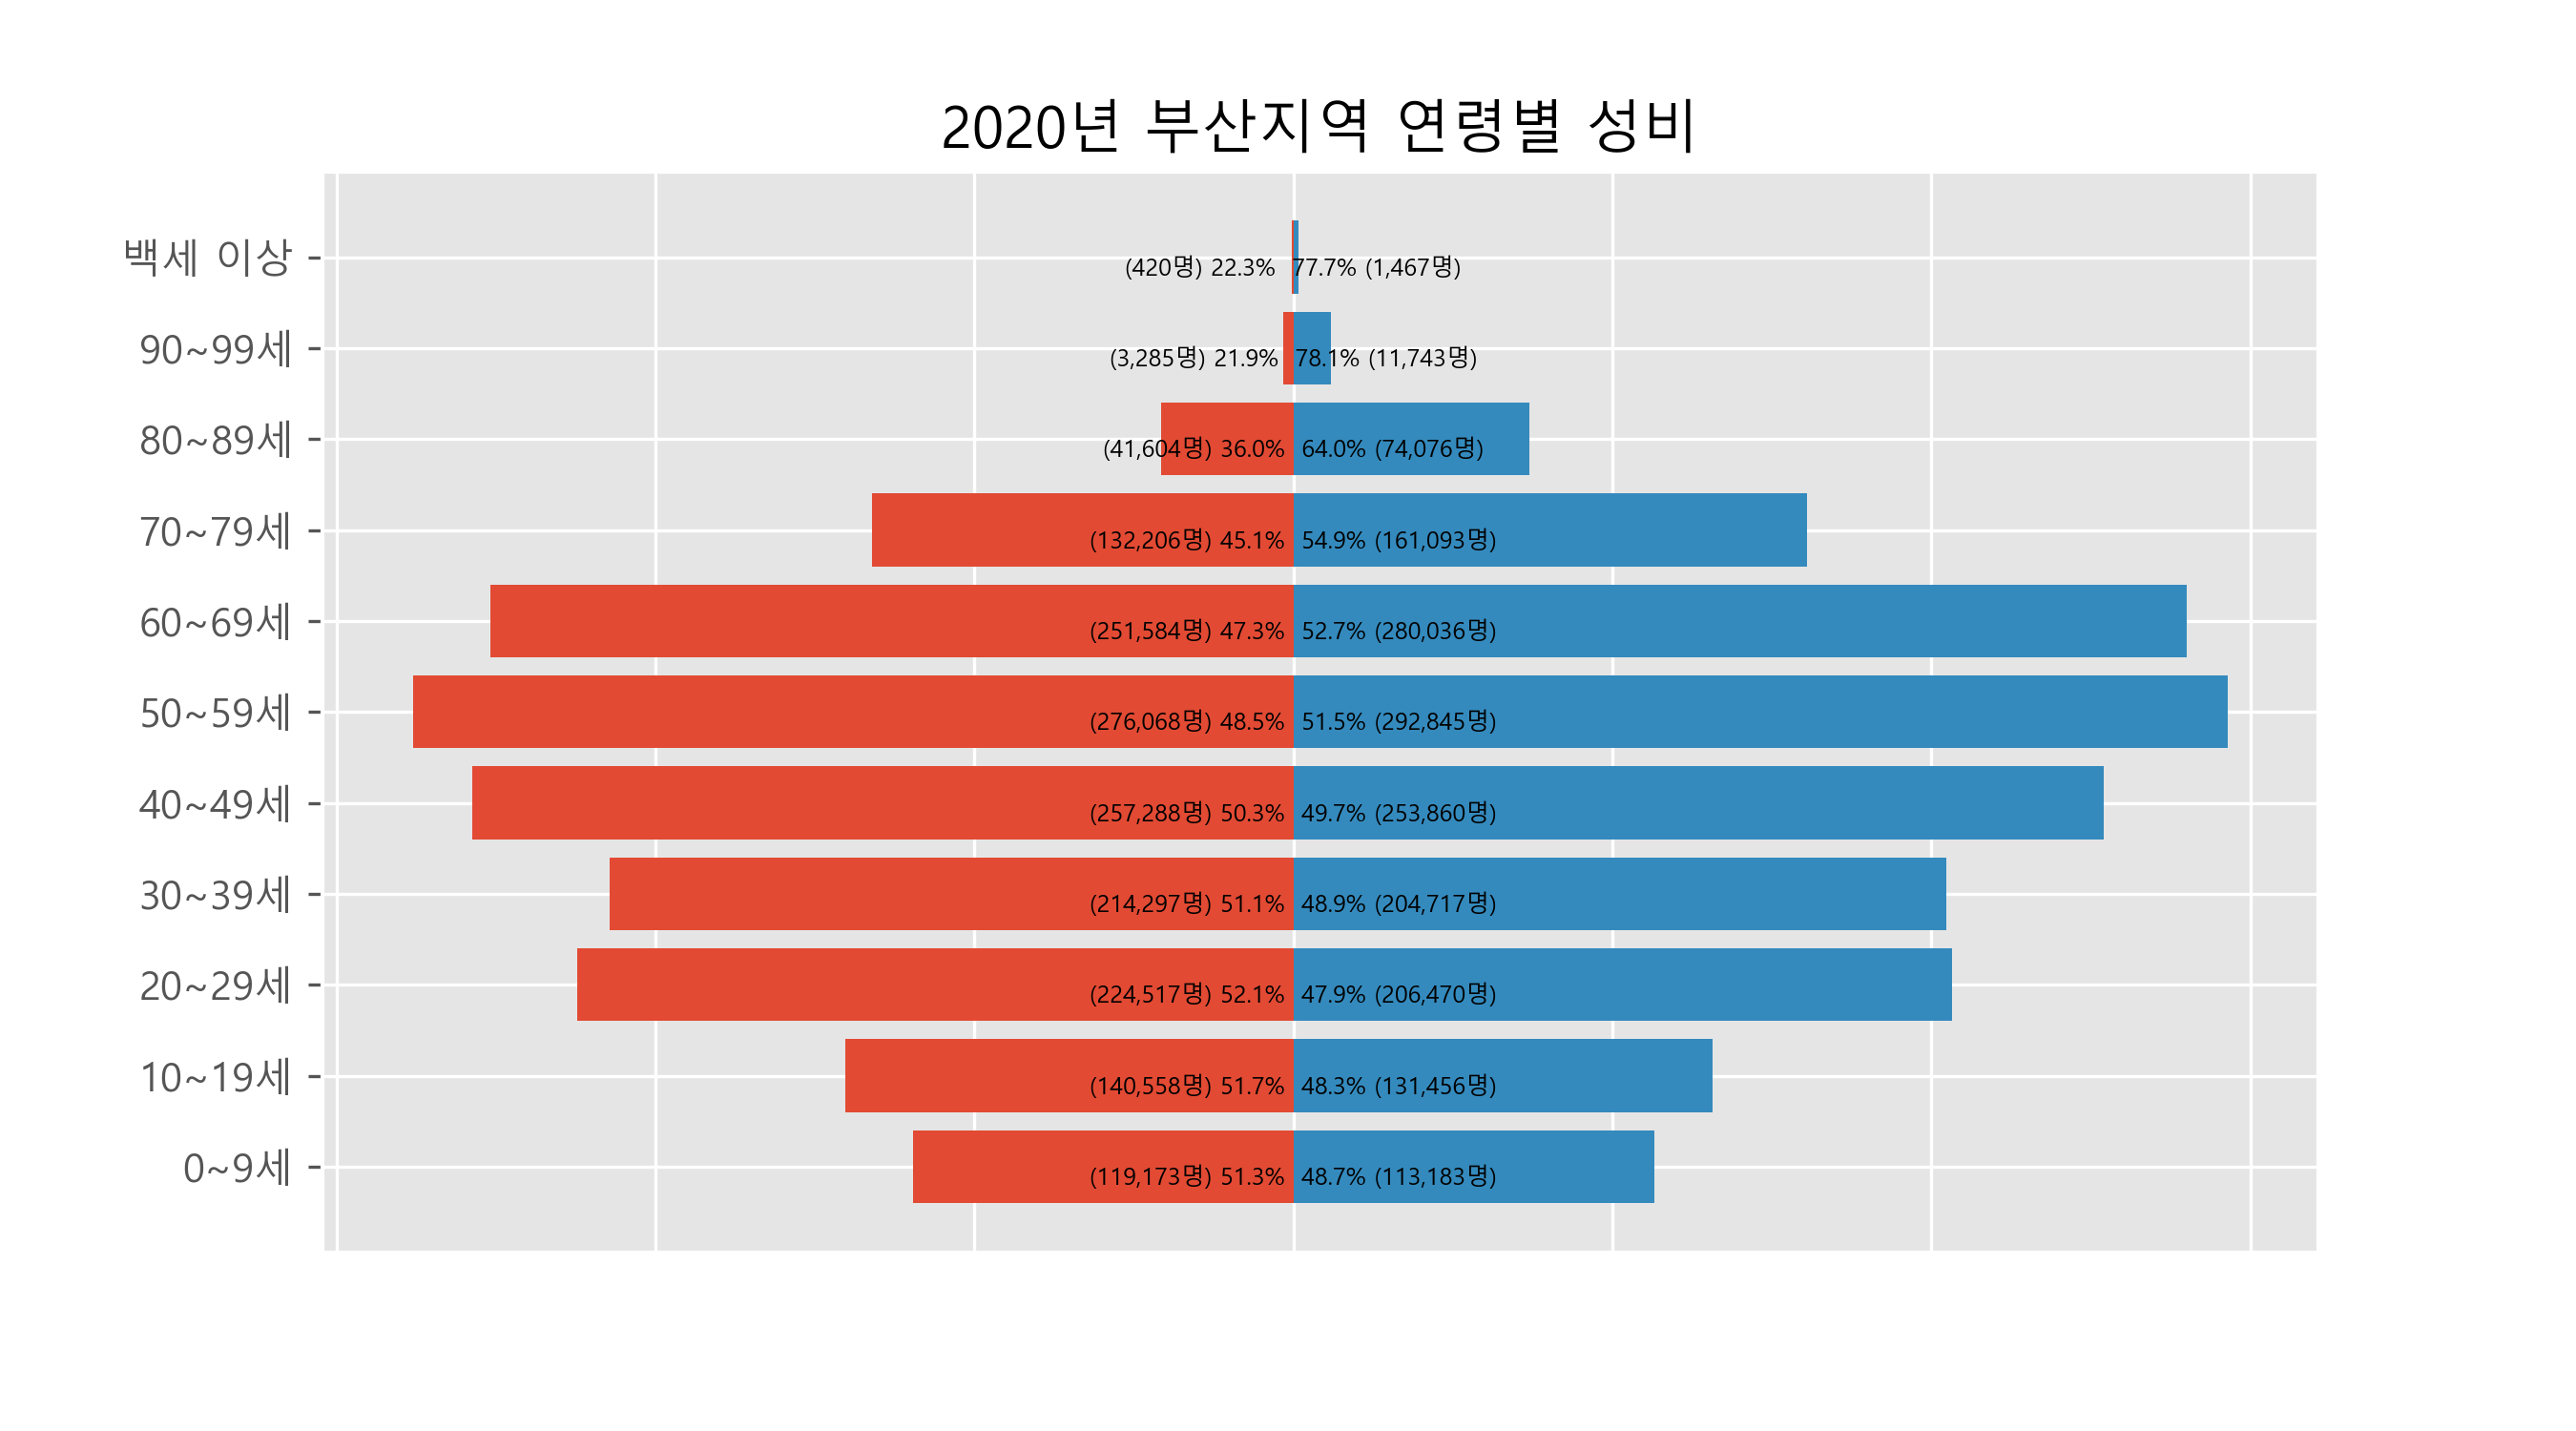 2020년 부산지역 연령별 성비
백세 이상 (420명) 22.3% 77.7% (1,467명)
90~99세 (3,285명) 21.9% 78.1% (11,743명)
80~89세 (41,604명) 36.0% 64.0% (74,076명)
70~79세 (132,206명) 45.1% 54.9% (161,093명)
60~69세 (251,584명) 47.3% 52.7% (280,036명)
50~59세 (276,068명) 48.5% 51.5% (292,845명)
40~49세 (257,288명) 50.3% 49.7% (253,860명)
30~39세 (214,297명) 51.1% 48.9% (204,717명)
20~29세 (224,517명) 52.1% 47.9% (206,470명)
10~19세 (140,558명) 51.7% 48.3% (131,456명)
0~9세 (119,173명) 51.3% 48.7% (113,183명)